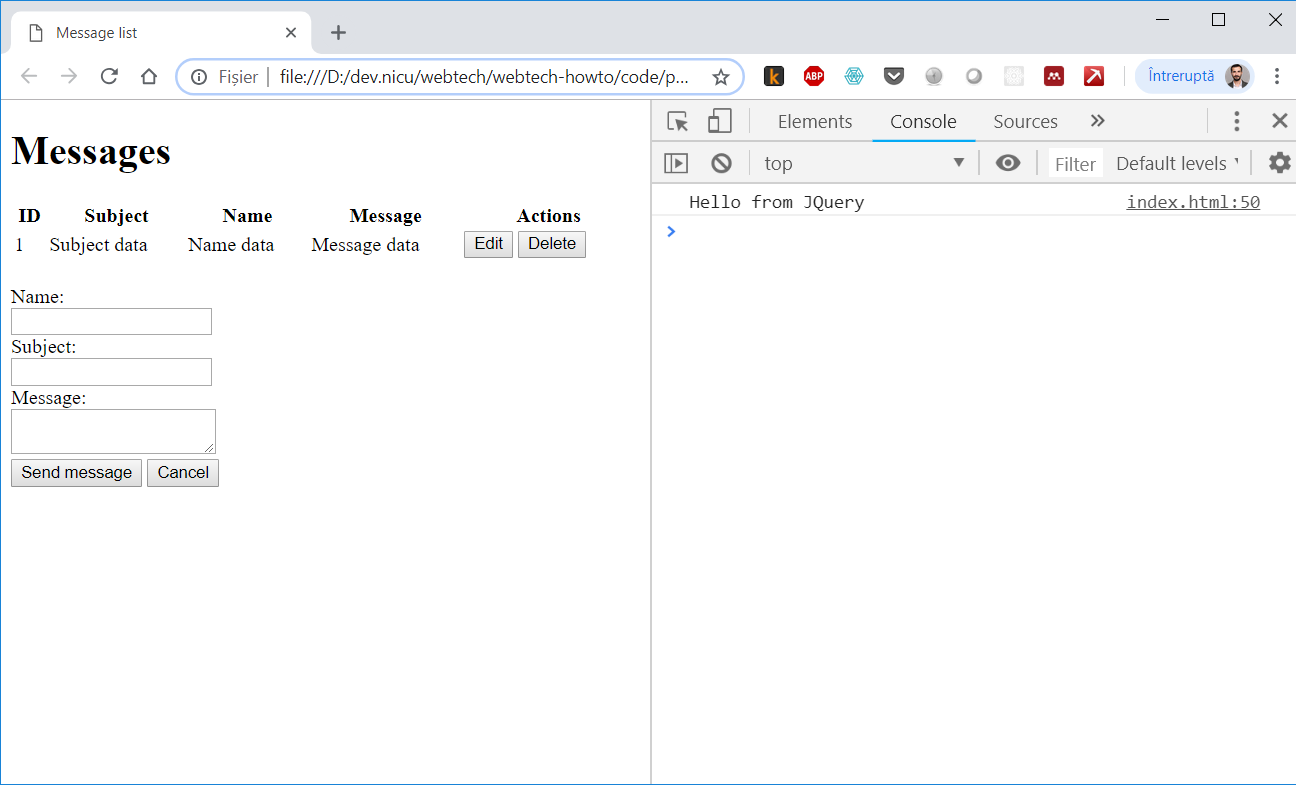 Message list
Fișier file:///D:/dev.nicu/webtech/webtech-howto/code/p... k ABP Întreruptă
Elements Console Sources
top Filter Default levels
Hello from JQuery index.html:50
Messages
ID Subject Name Message Actions
1 Subject data Name data Message data Edit Delete
Name:
Subject:
Message:
Send message Cancel